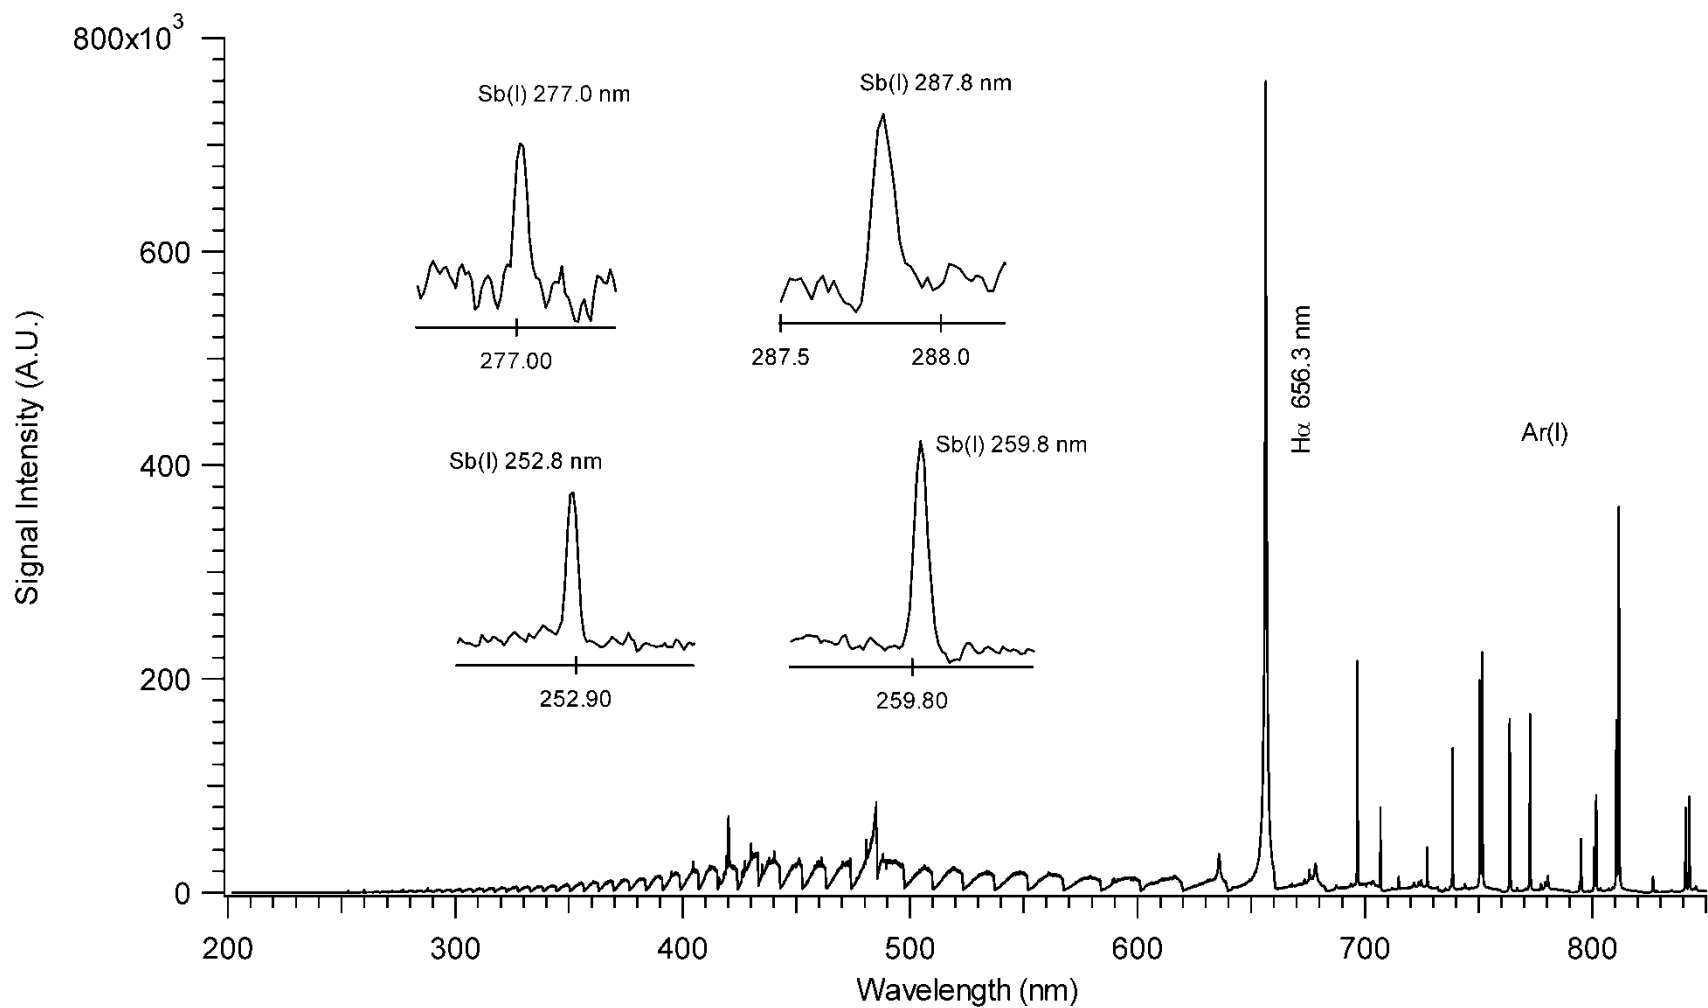 800x10³
600
400
200
0
Signal Intensity (A.U.)
Sb(I) 277.0 nm
277.00
Sb(I) 287.8 nm
287.5 288.0
Sb(I) 252.8 nm
252.90
Sb(I) 259.8 nm
259.80
Hα 656.3 nm
Ar(I)
200 300 400 500 600 700 800
Wavelength (nm)